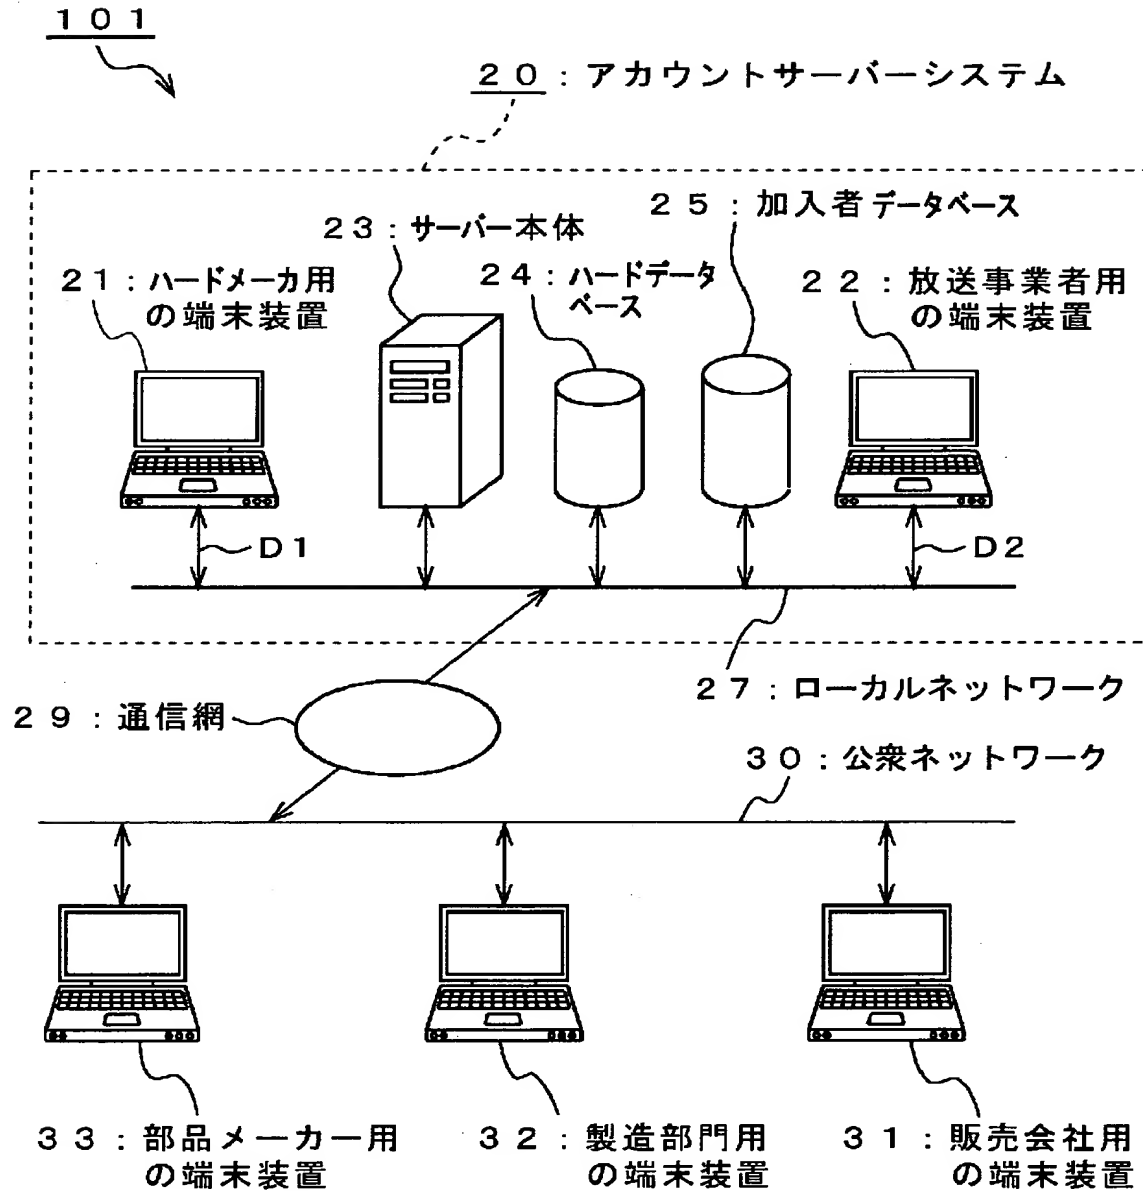 １０１
２０：アカウントサーバーシステム
２５：加入者データベース
２３：サーバー本体
２４：ハードデータ
ベース
２１：ハードメーカ用
の端末装置
２２：放送事業者用
の端末装置
Ｄ１
Ｄ２
２７：ローカルネットワーク
２９：通信網
３０：公衆ネットワーク
３３：部品メーカー用
の端末装置
３２：製造部門用
の端末装置
３１：販売会社用
の端末装置